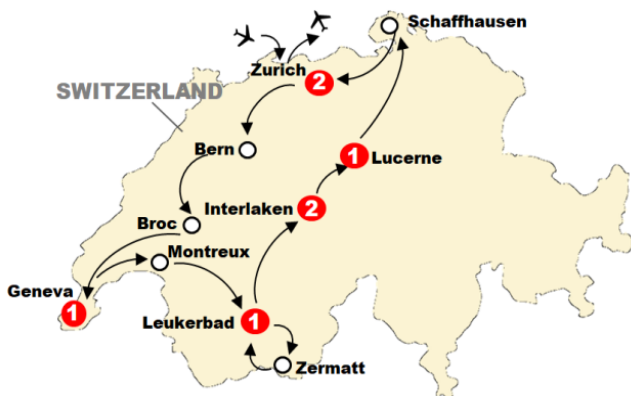 Schaffhausen
Zurich
2
SWITZERLAND
Bern
1
Lucerne
Interlaken
2
Broc
Montreux
Geneva
1
Leukerbad
1
Zermatt